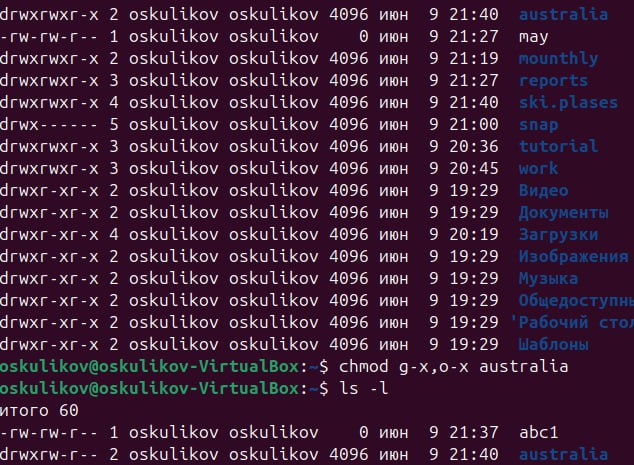 drwxrwxr-x 2 oskulikov oskulikov 4096 июн  9 21:40  australia
-rw-rw-r-- 1 oskulikov oskulikov    0 июн  9 21:27  may
drwxrwxr-x 2 oskulikov oskulikov 4096 июн  9 21:19  mounthly
drwxrwxr-x 3 oskulikov oskulikov 4096 июн  9 21:27  reports
drwxrwxr-x 4 oskulikov oskulikov 4096 июн  9 21:40  ski.plases
drwx------ 5 oskulikov oskulikov 4096 июн  9 21:00  snap
drwxrwxr-x 3 oskulikov oskulikov 4096 июн  9 20:36  tutorial
drwxrwxr-x 3 oskulikov oskulikov 4096 июн  9 20:45  work
drwxr-xr-x 2 oskulikov oskulikov 4096 июн  9 19:29  Видео
drwxr-xr-x 2 oskulikov oskulikov 4096 июн  9 19:29  Документы
drwxr-xr-x 4 oskulikov oskulikov 4096 июн  9 20:19  Загрузки
drwxr-xr-x 2 oskulikov oskulikov 4096 июн  9 19:29  Изображения
drwxr-xr-x 2 oskulikov oskulikov 4096 июн  9 19:29  Музыка
drwxr-xr-x 2 oskulikov oskulikov 4096 июн  9 19:29  Общедоступны
drwxr-xr-x 2 oskulikov oskulikov 4096 июн  9 19:29 'Рабочий стол
drwxr-xr-x 2 oskulikov oskulikov 4096 июн  9 19:29  Шаблоны
oskulikov@oskulikov-VirtualBox:~$ chmod g-x,o-x australia
oskulikov@oskulikov-VirtualBox:~$ ls -l
итого 60
-rw-rw-r-- 1 oskulikov oskulikov    0 июн  9 21:37  abc1
drwxrw-r-- 2 oskulikov oskulikov 4096 июн  9 21:40  australia